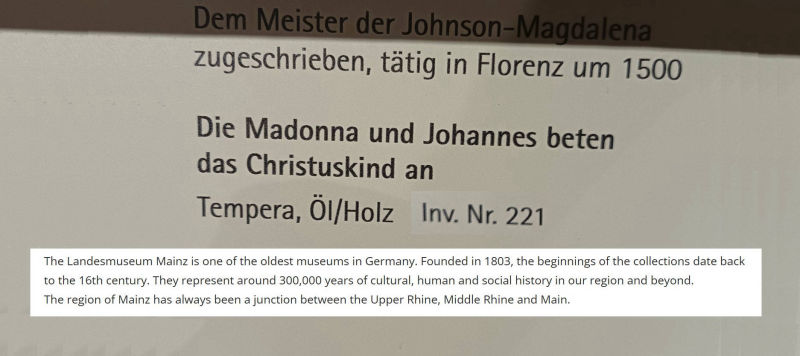 Dem Meister der Johnson-Magdalena
zugeschrieben, tätig in Florenz um 1500
Die Madonna und Johannes beten
das Christuskind an
Tempera, Öl/Holz Inv. Nr. 221
The Landesmuseum Mainz is one of the oldest museums in Germany. Founded in 1803, the beginnings of the collections date back
to the 16th century. They represent around 300,000 years of cultural, human and social history in our region and beyond.
The region of Mainz has always been a junction between the Upper Rhine, Middle Rhine and Main.